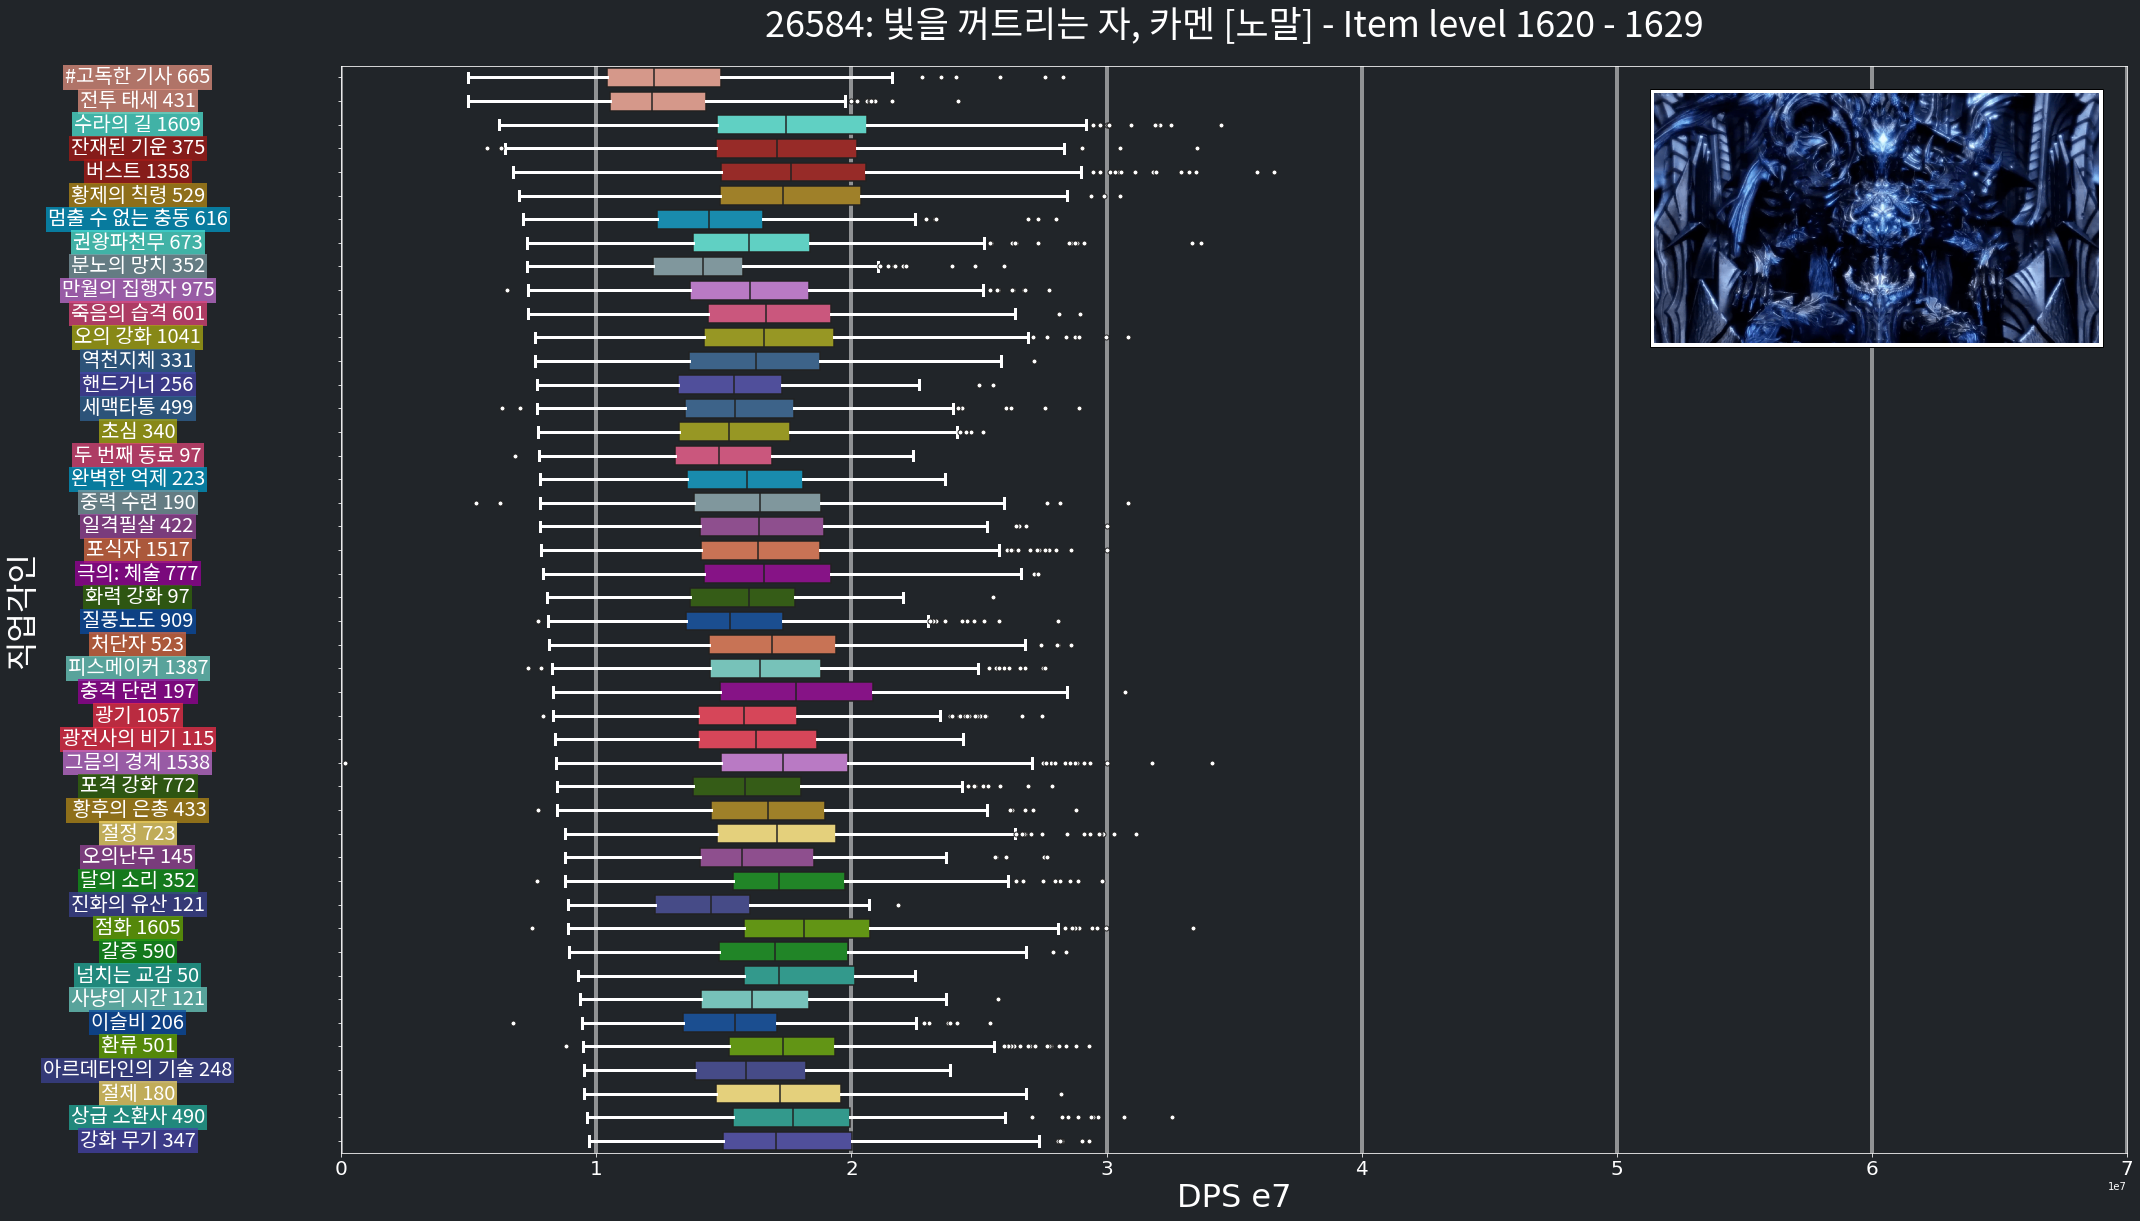 26584: 빛을 꺼트리는 자, 카멘 [노말] - Item level 1620 - 1629
#고독한 기사 665
전투 태세 431
수라의 길 1609
잔재된 기운 375
버스트 1358
황제의 칙령 529
멈출 수 없는 충동 616
권왕파천무 673
분노의 망치 352
만월의 집행자 975
죽음의 습격 601
오의 강화 1041
역천지체 331
핸드거너 256
세맥타통 499
초심 340
두 번째 동료 97
완벽한 억제 223
중력 수련 190
일격필살 422
포식자 1517
극의: 체술 777
화력 강화 97
질풍노도 909
처단자 523
피스메이커 1387
충격 단련 197
광기 1057
광전사의 비기 115
그믐의 경계 1538
포격 강화 772
황후의 은총 433
절정 723
오의난무 145
달의 소리 352
진화의 유산 121
점화 1605
갈증 590
넘치는 교감 50
사냥의 시간 121
이슬비 206
환류 501
아르데타인의 기술 248
절제 180
상급 소환사 490
강화 무기 347
직업각인
0 1 2 3 4 5 6 7
1e7
DPS e7